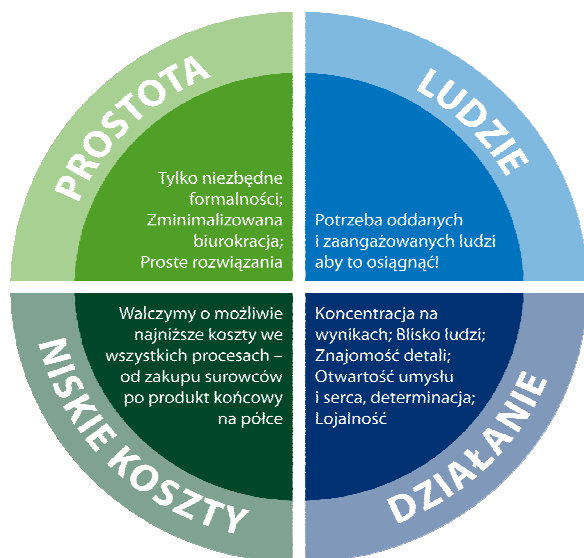 PROSTOTA
Tylko niezbędne
formalności;
Zminimalizowana
biurokracja;
Proste rozwiązania
LUDZIE
Potrzeba oddanych
i zaangażowanych ludzi
aby to osiągnąć!
NISKIE KOSZTY
Walczymy o możliwie
najniższe koszty we
wszystkich procesach –
od zakupu surowców
po produkt końcowy
na półce
DZIAŁANIE
Koncentracja na
wynikach; Blisko ludzi;
Znajomość detali;
Otwartość umysłu
i serca, determinacja;
Lojalność